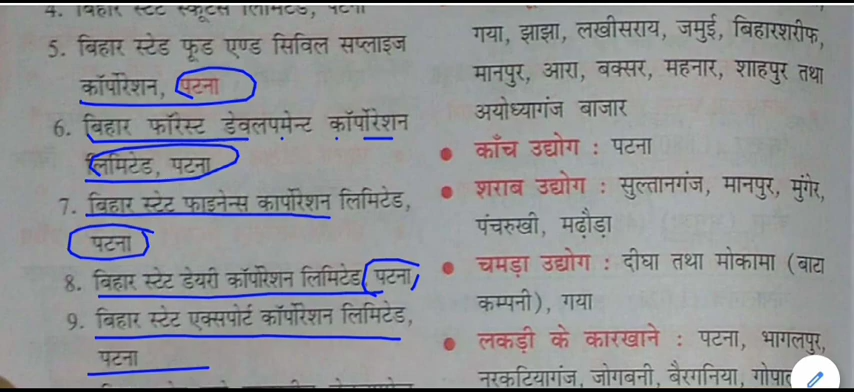 4. बिहार स्टेट स्कूटर्स लिमिटेड, पटना
5. बिहार स्टेड फूड एण्ड सिविल सप्लाइज
कॉर्पोरेशन, पटना
6. बिहार फॉरेस्ट डेवलपमेन्ट कॉर्पोरेशन
लिमिटेड, पटना
7. बिहार स्टेट फाइनेन्स कार्पोरेशन लिमिटेड,
पटना
8. बिहार स्टेट डेयरी कॉर्पोरेशन लिमिटेड, पटना,
9. बिहार स्टेट एक्सपोर्ट कॉर्पोरेशन लिमिटेड,
पटना
गया, झाझा, लखीसराय, जमुई, बिहारशरीफ,
मानपुर, आरा, बक्सर, महनार, शाहपुर तथा
अयोध्यागंज बाजार
• काँच उद्योग : पटना
• शराब उद्योग : सुल्तानगंज, मानपुर, मुंगेर,
पंचरुखी, मढ़ौड़ा
• चमड़ा उद्योग : दीघा तथा मोकामा (बाटा
कम्पनी), गया
• लकड़ी के कारखाने : पटना, भागलपुर,
नरकटियागंज, जोगबनी, बैरगनिया,